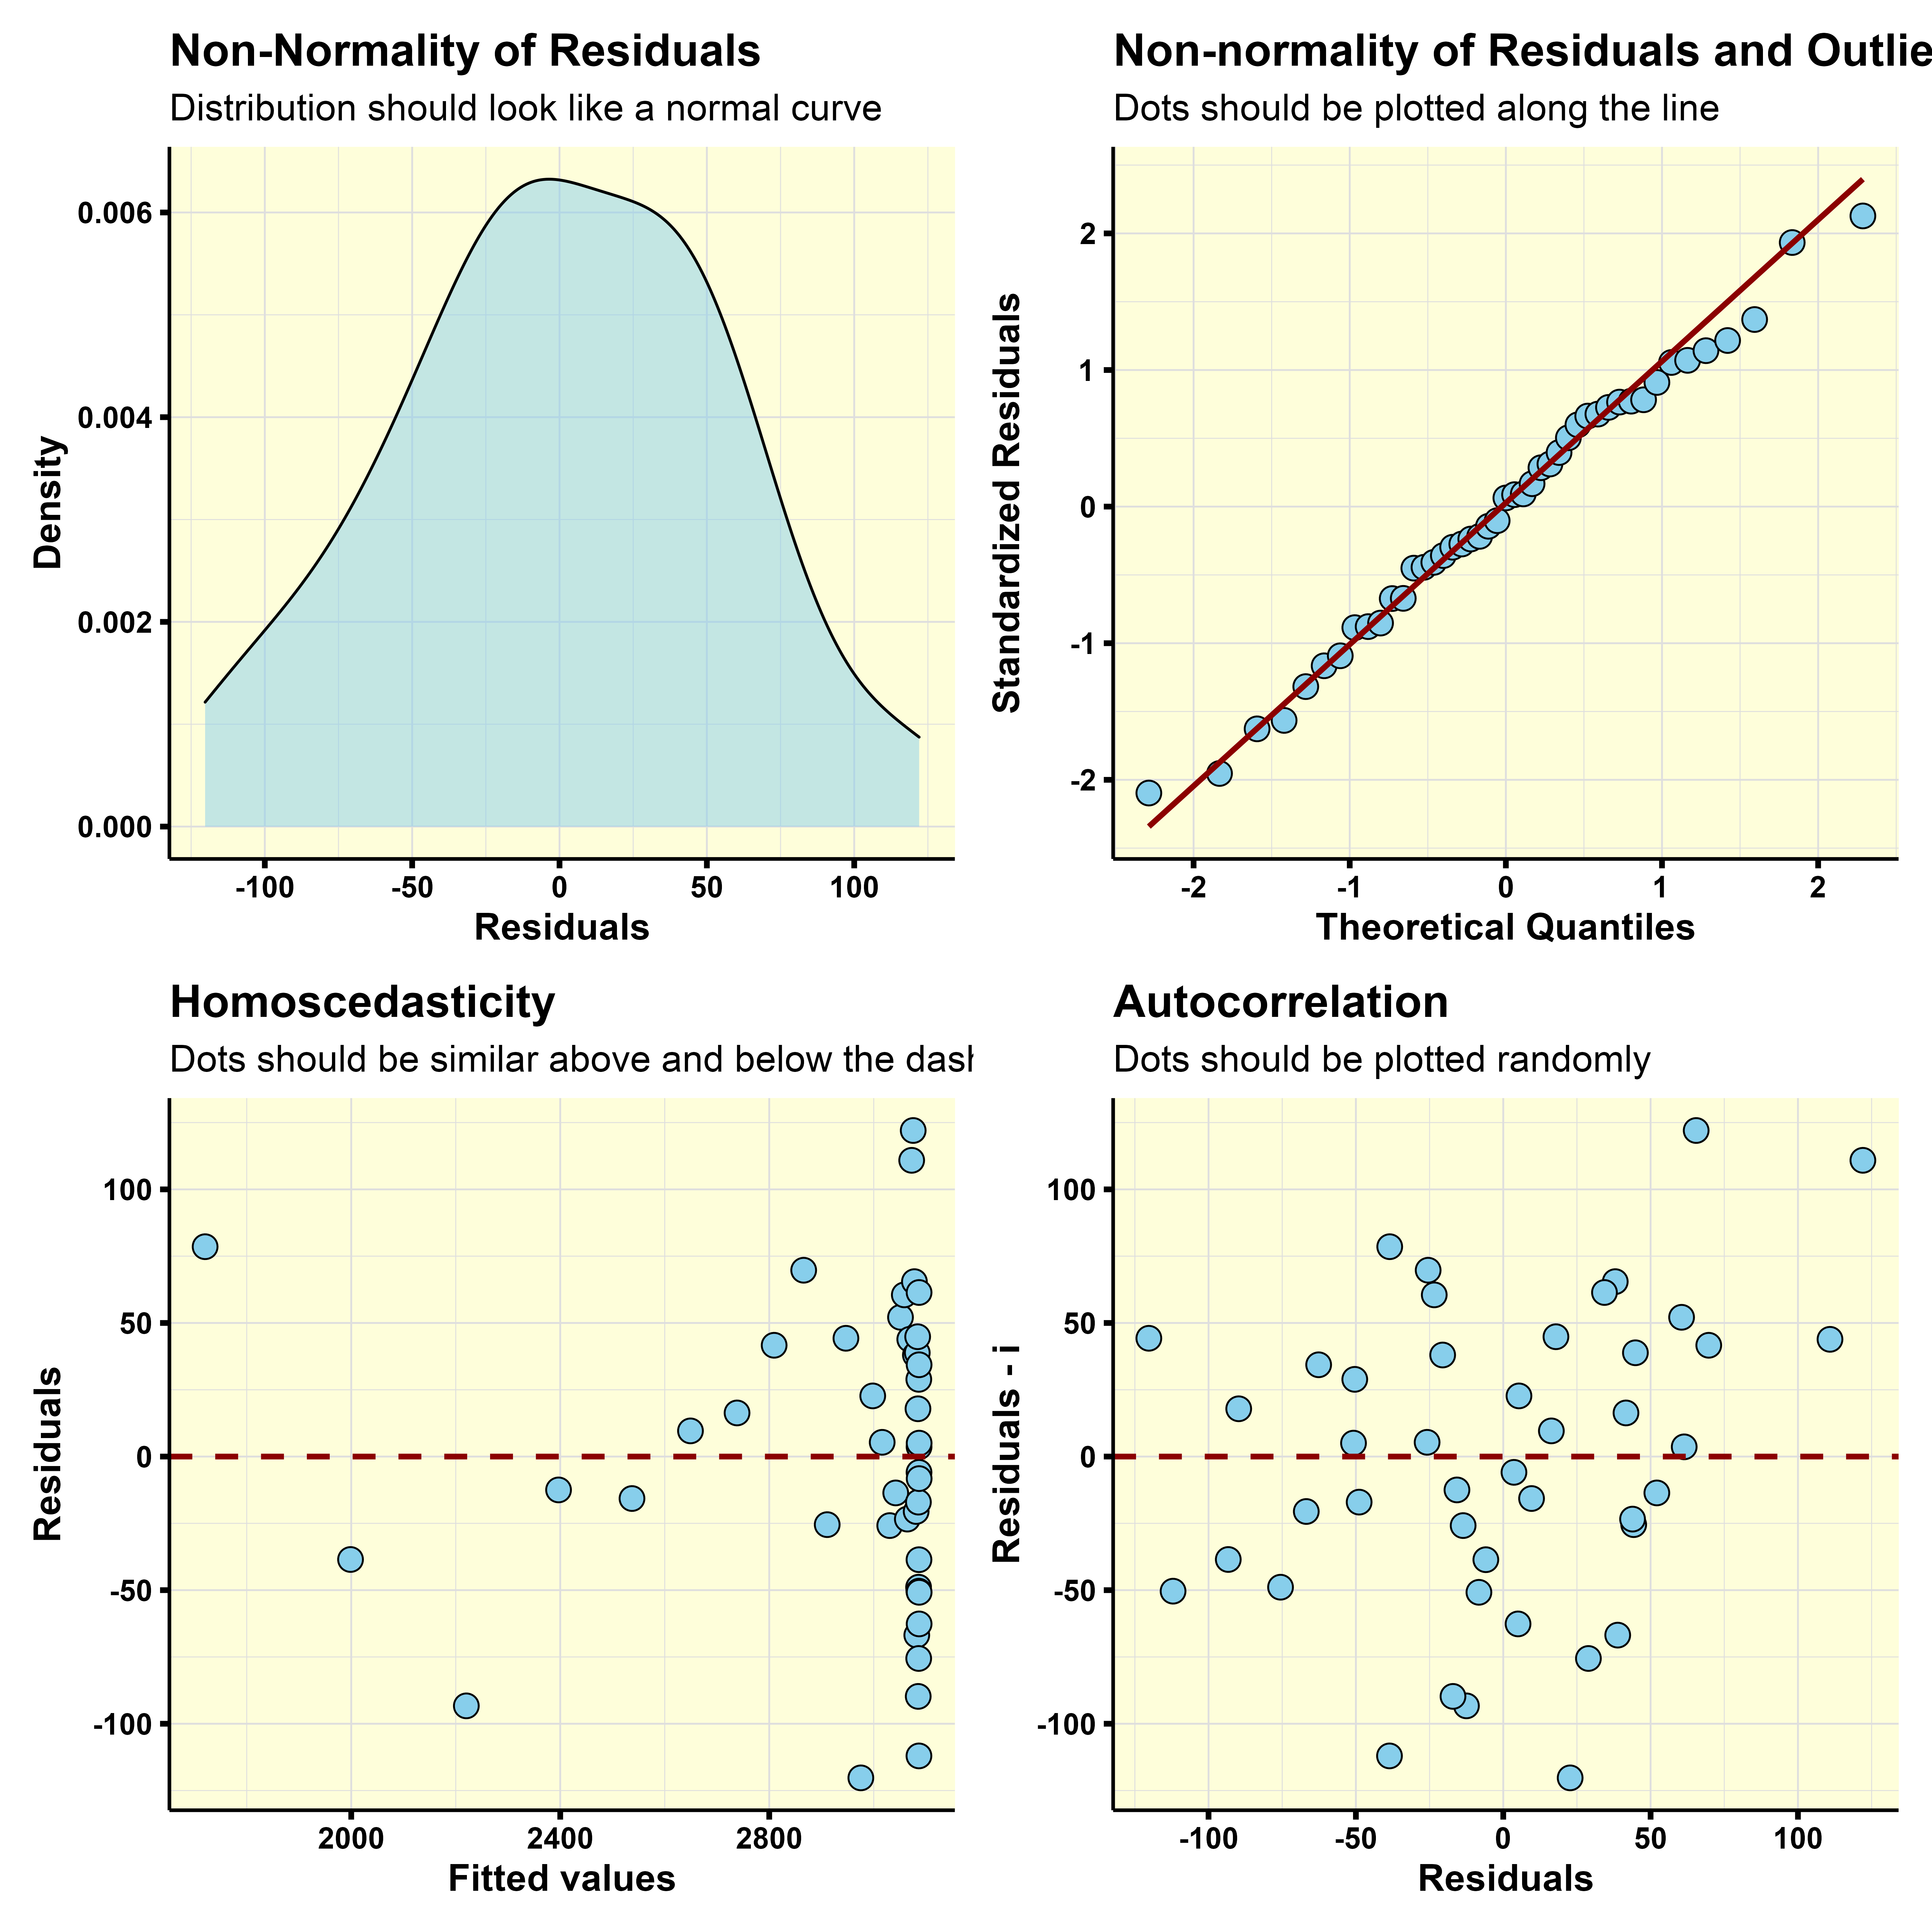 Non-Normality of Residuals
Distribution should look like a normal curve
Density
0.006
0.004
0.002
0.000
-100 -50 0 50 100
Residuals
Non-normality of Residuals and Outlie
Dots should be plotted along the line
Standardized Residuals
2
1
0
-1
-2
-2 -1 0 1 2
Theoretical Quantiles
Homoscedasticity
Dots should be similar above and below the dash
Residuals
100
50
0
-50
-100
2000 2400 2800
Fitted values
Autocorrelation
Dots should be plotted randomly
Residuals - i
100
50
0
-50
-100
-100 -50 0 50 100
Residuals